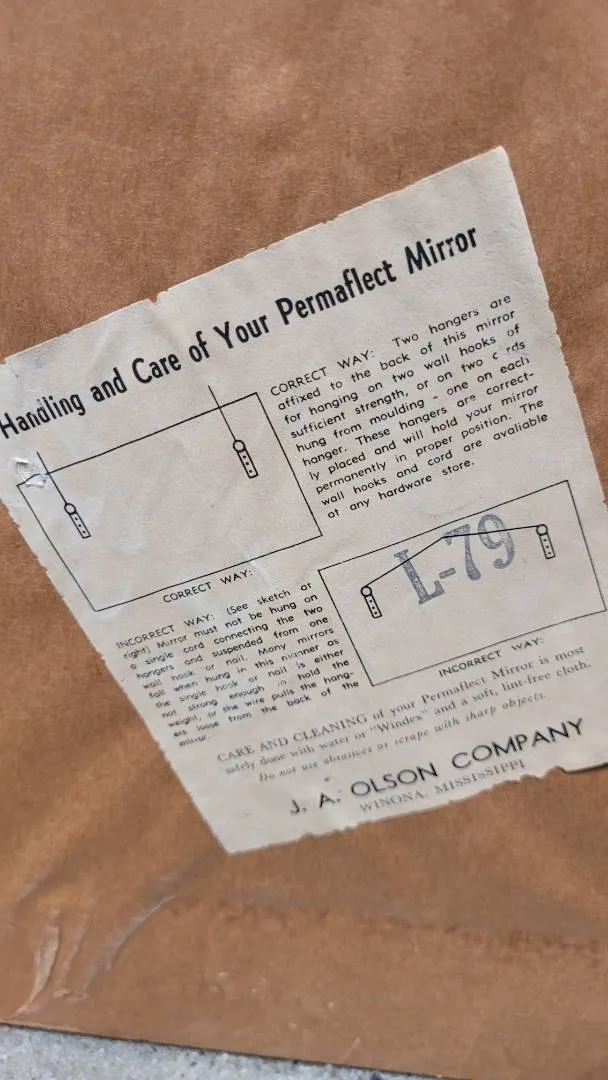 Handling and Care of Your Permaflect Mirror
CORRECT WAY: Two hangers are
affixed to the back of this mirror
for hanging on two wall hooks of
sufficient strength, or on two c rds
hung from moulding - one on each
hanger. These hangers are correct-
ly placed and will hold your mirror
permanently in proper position. The
wall hooks and cord are avaliable
at any hardware store.
CORRECT WAY:
INCORRECT WAY: (See sketch at
right) Mirror must not be hung on
a single cord connecting the two
hangers and suspended from one
wall hook or nail. Many mirrors
fall when hung in this manner as
the single hook or nail is either
not strong enough to hold the
weight, or the wire pulls the hang-
ers loose from the back of the
mirror.
L-79
INCORRECT WAY:
CARE AND CLEANING of your Permaflect Mirror is most
safely done with water or "Windex" and a soft, lint-free cloth.
Do not use abrasives or scrape with sharp objects.
J. A. OLSON COMPANY
WINONA, MISSISSIPPI